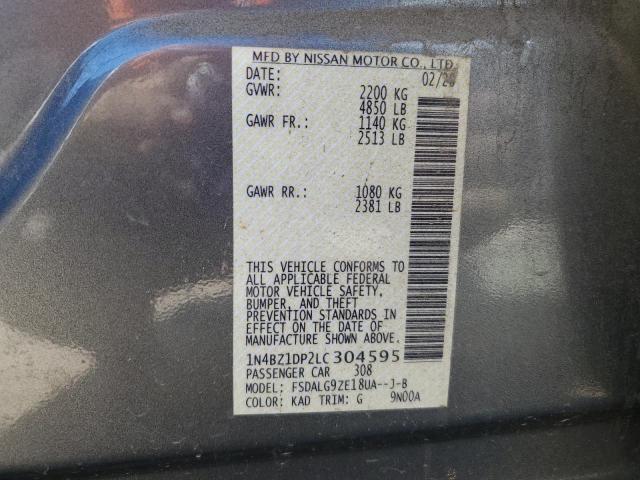 MFD BY NISSAN MOTOR CO., LTD.
DATE: 02/20
GVWR: 2200 KG
4850 LB
GAWR FR.: 1140 KG
2513 LB
GAWR RR.: 1080 KG
2381 LB
THIS VEHICLE CONFORMS TO
ALL APPLICABLE FEDERAL
MOTOR VEHICLE SAFETY,
BUMPER, AND THEFT
PREVENTION STANDARDS IN
EFFECT ON THE DATE OF
MANUFACTURE SHOWN ABOVE.
1N4BZ1DP2LC304595
PASSENGER CAR 308
MODEL: FSDALG9ZE18UA--J-B
COLOR: KAD TRIM: G 9N00A